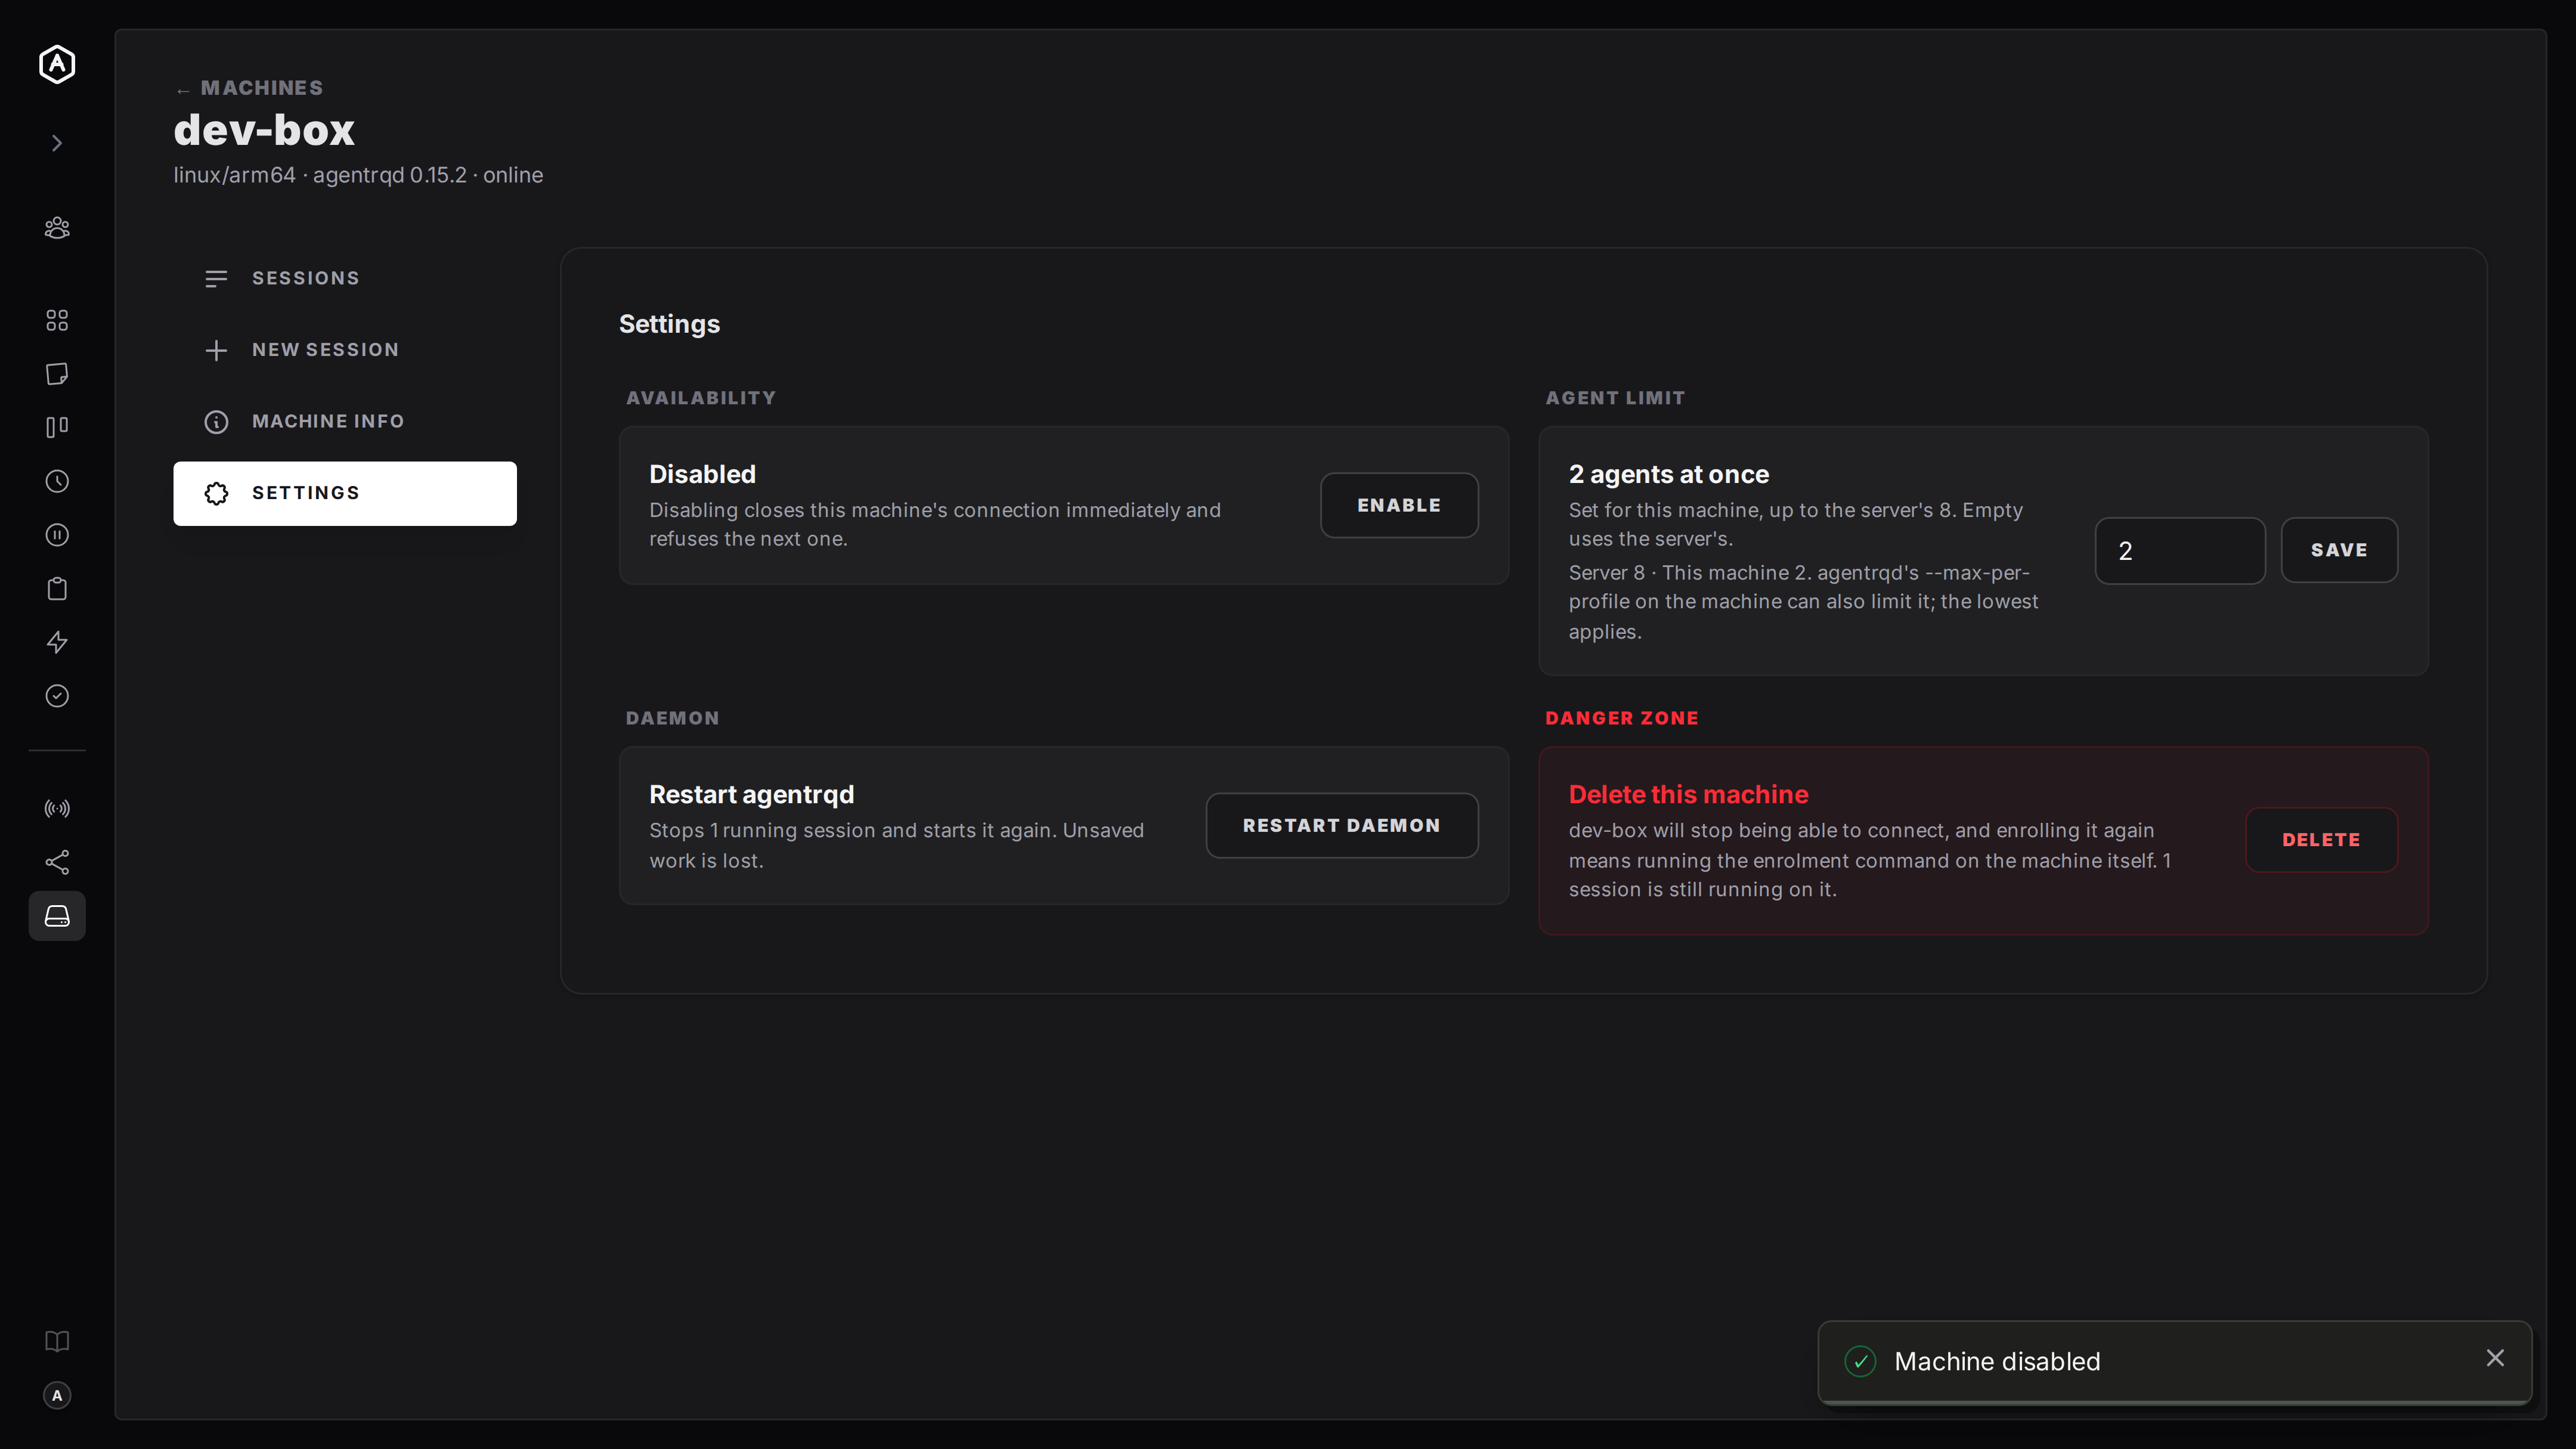 ← MACHINES
dev-box
linux/arm64 · agentrqd 0.15.2 · online
SESSIONS
NEW SESSION
MACHINE INFO
SETTINGS
Settings
AVAILABILITY
Disabled
Disabling closes this machine's connection immediately and
refuses the next one.
ENABLE
AGENT LIMIT
2 agents at once
Set for this machine, up to the server's 8. Empty
uses the server's.
Server 8 · This machine 2. agentrqd's --max-per-
profile on the machine can also limit it; the lowest
applies.
2
SAVE
DAEMON
Restart agentrqd
Stops 1 running session and starts it again. Unsaved
work is lost.
RESTART DAEMON
DANGER ZONE
Delete this machine
dev-box will stop being able to connect, and enrolling it again
means running the enrolment command on the machine itself. 1
session is still running on it.
DELETE
Machine disabled
A